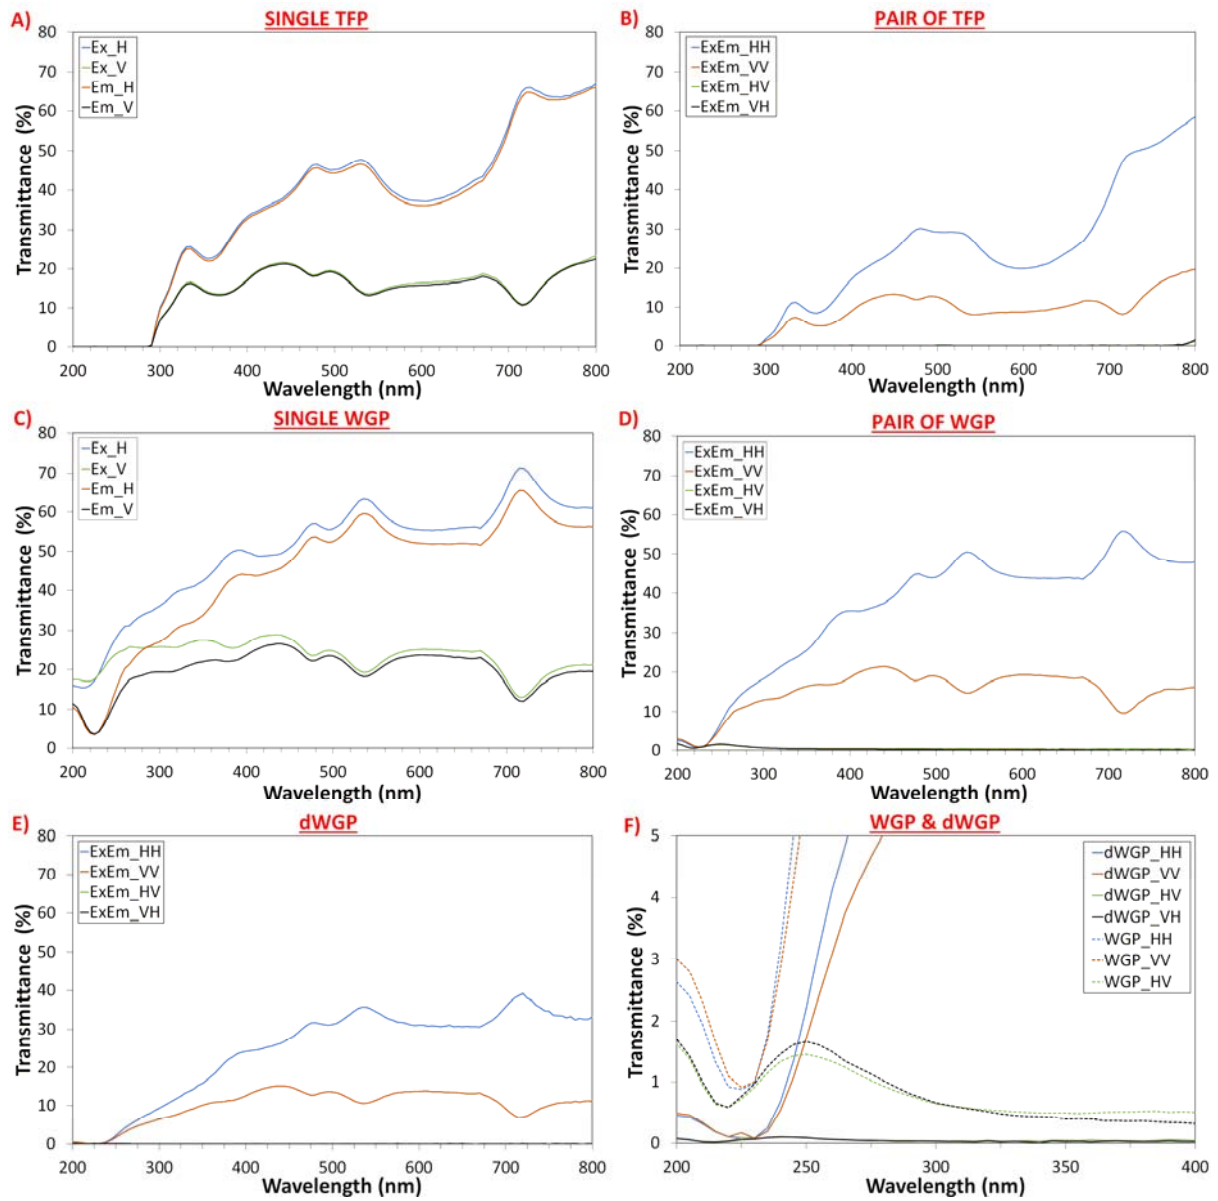 A) SINGLE TFP
80
70
60
50
40
30
20
10
0
Transmittance (%)
Ex_H
Ex_V
Em_H
Em_V
200 300 400 500 600 700 800
Wavelength (nm)
B) PAIR OF TFP
80
70
60
50
40
30
20
10
0
Transmittance (%)
ExEm_HH
ExEm_VV
ExEm_HV
ExEm_VH
200 300 400 500 600 700 800
Wavelength (nm)
C) SINGLE WGP
80
70
60
50
40
30
20
10
0
Transmittance (%)
Ex_H
Ex_V
Em_H
Em_V
200 300 400 500 600 700 800
Wavelength (nm)
D) PAIR OF WGP
80
70
60
50
40
30
20
10
0
Transmittance (%)
ExEm_HH
ExEm_VV
ExEm_HV
ExEm_VH
200 300 400 500 600 700 800
Wavelength (nm)
E) dWGP
80
70
60
50
40
30
20
10
0
Transmittance (%)
ExEm_HH
ExEm_VV
ExEm_HV
ExEm_VH
200 300 400 500 600 700 800
Wavelength (nm)
F) WGP & dWGP
5
4
3
2
1
0
Transmittance (%)
dWGP_HH
dWGP_VV
dWGP_HV
dWGP_VH
WGP_HH
WGP_VV
WGP_HV
200 250 300 350 400
Wavelength (nm)